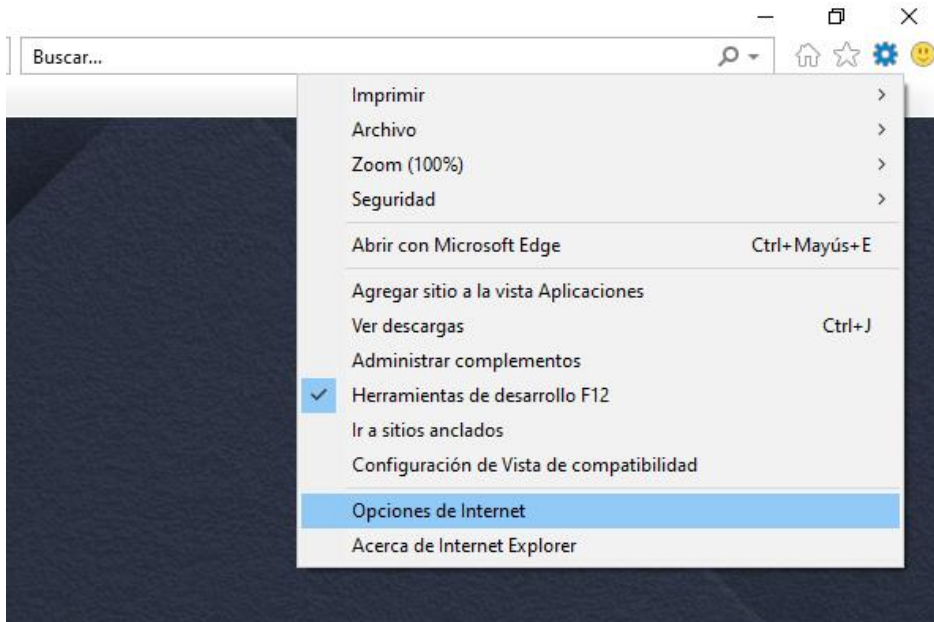 Buscar...
Imprimir
Archivo
Zoom (100%)
Seguridad
Abrir con Microsoft Edge Ctrl+Mayús+E
Agregar sitio a la vista Aplicaciones
Ver descargas Ctrl+J
Administrar complementos
Herramientas de desarrollo F12
Ir a sitios anclados
Configuración de Vista de compatibilidad
Opciones de Internet
Acerca de Internet Explorer